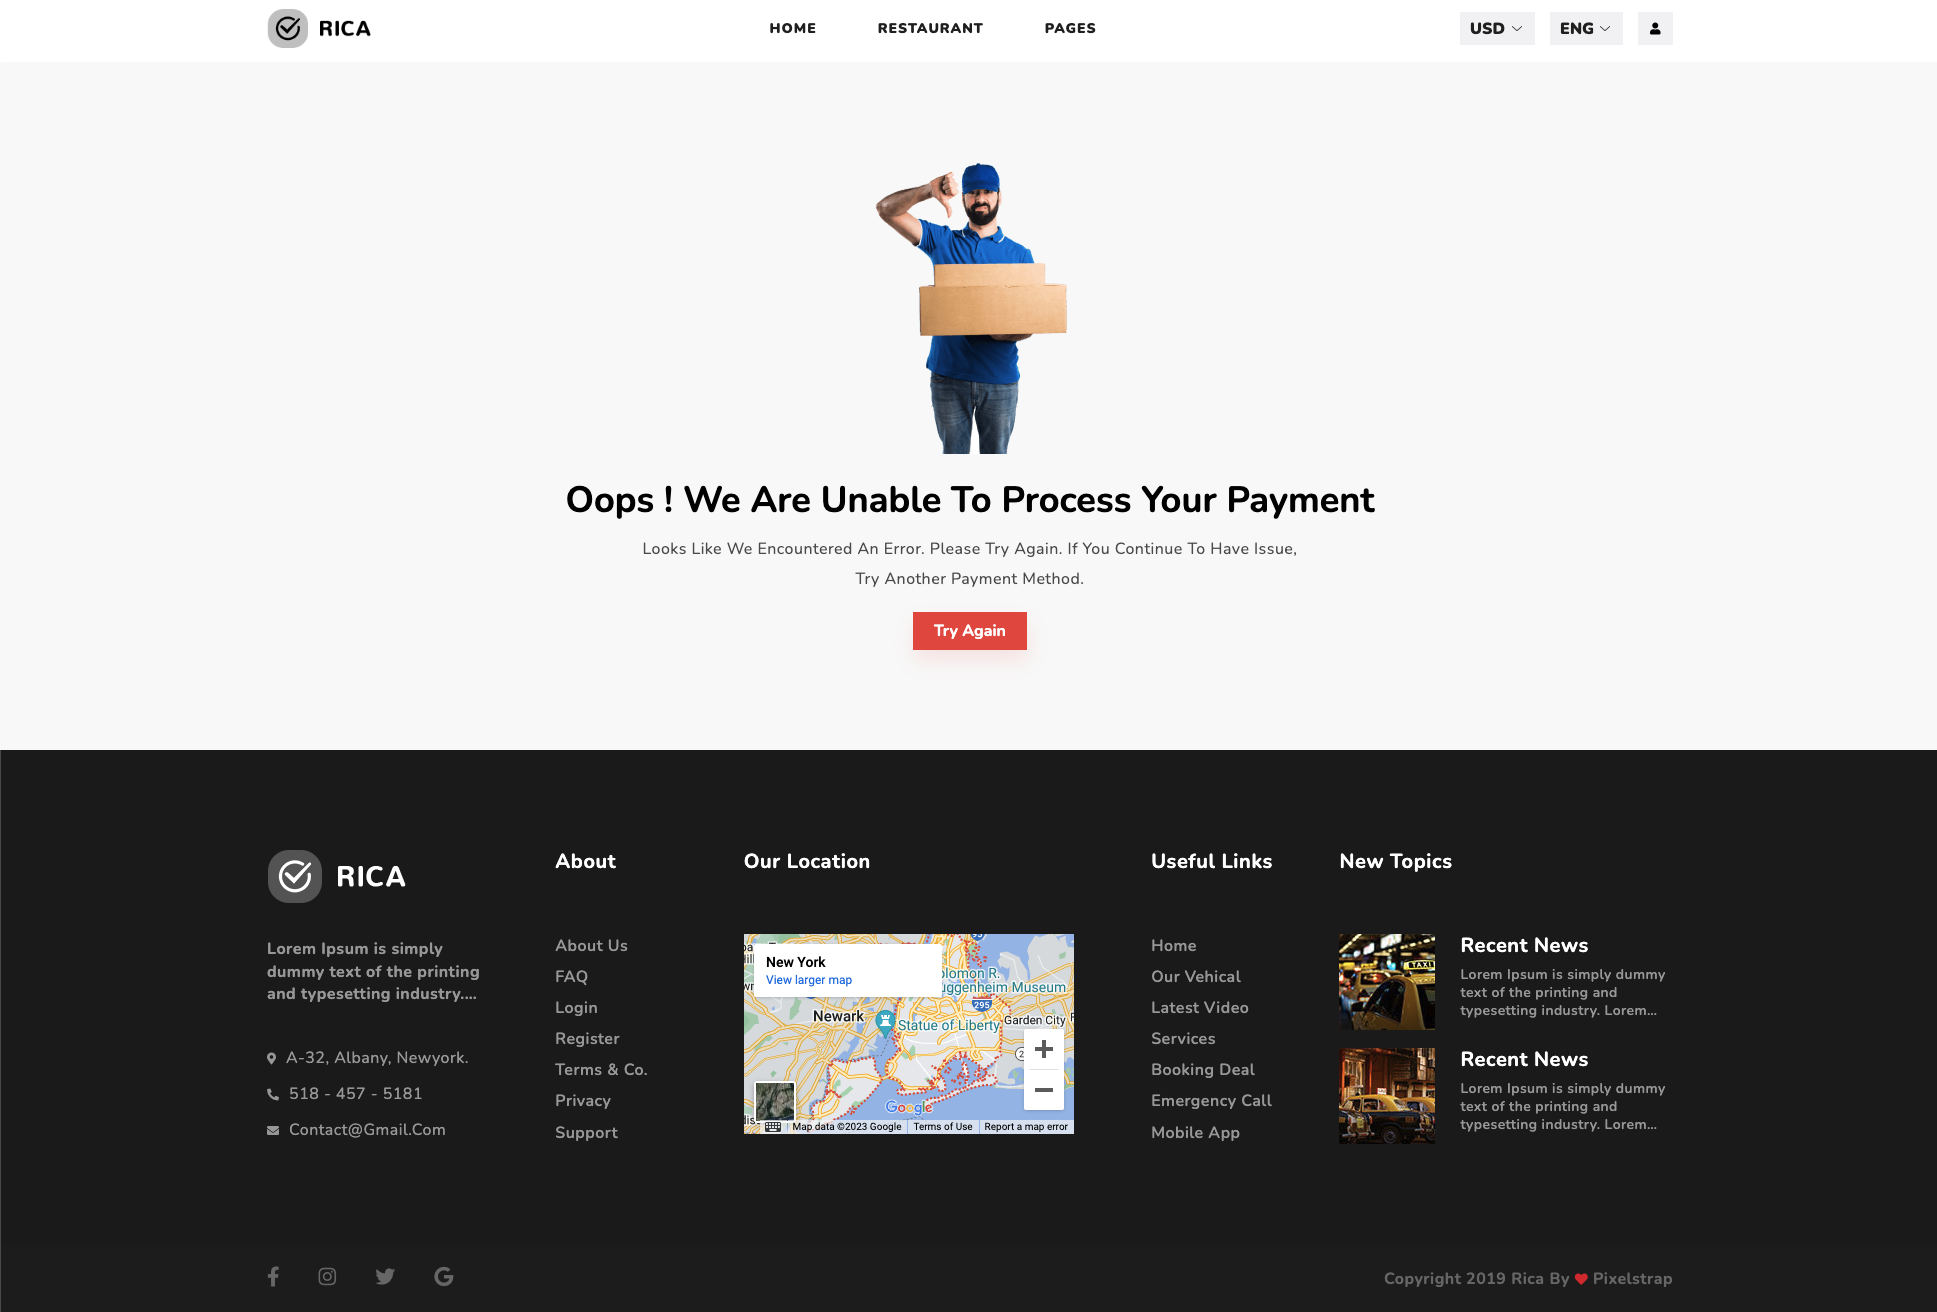 RICA
HOME
RESTAURANT
PAGES
USD
ENG
Oops ! We Are Unable To Process Your Payment
Looks Like We Encountered An Error. Please Try Again. If You Continue To Have Issue,
Try Another Payment Method.
Try Again
RICA
Lorem Ipsum is simply
dummy text of the printing
and typesetting industry....
A-32, Albany, Newyork.
518 - 457 - 5181
Contact@Gmail.Com
About
About Us
FAQ
Login
Register
Terms & Co.
Privacy
Support
Our Location
New York
View larger map
Newark
Statue of Liberty
Museum
295
Garden City
Google
Map data ©2023 Google
Terms of Use
Report a map error
Useful Links
Home
Our Vehical
Latest Video
Services
Booking Deal
Emergency Call
Mobile App
New Topics
TAXI
Recent News
Lorem Ipsum is simply dummy
text of the printing and
typesetting industry. Lorem...
Recent News
Lorem Ipsum is simply dummy
text of the printing and
typesetting industry. Lorem...
Copyright 2019 Rica By ❤ Pixelstrap